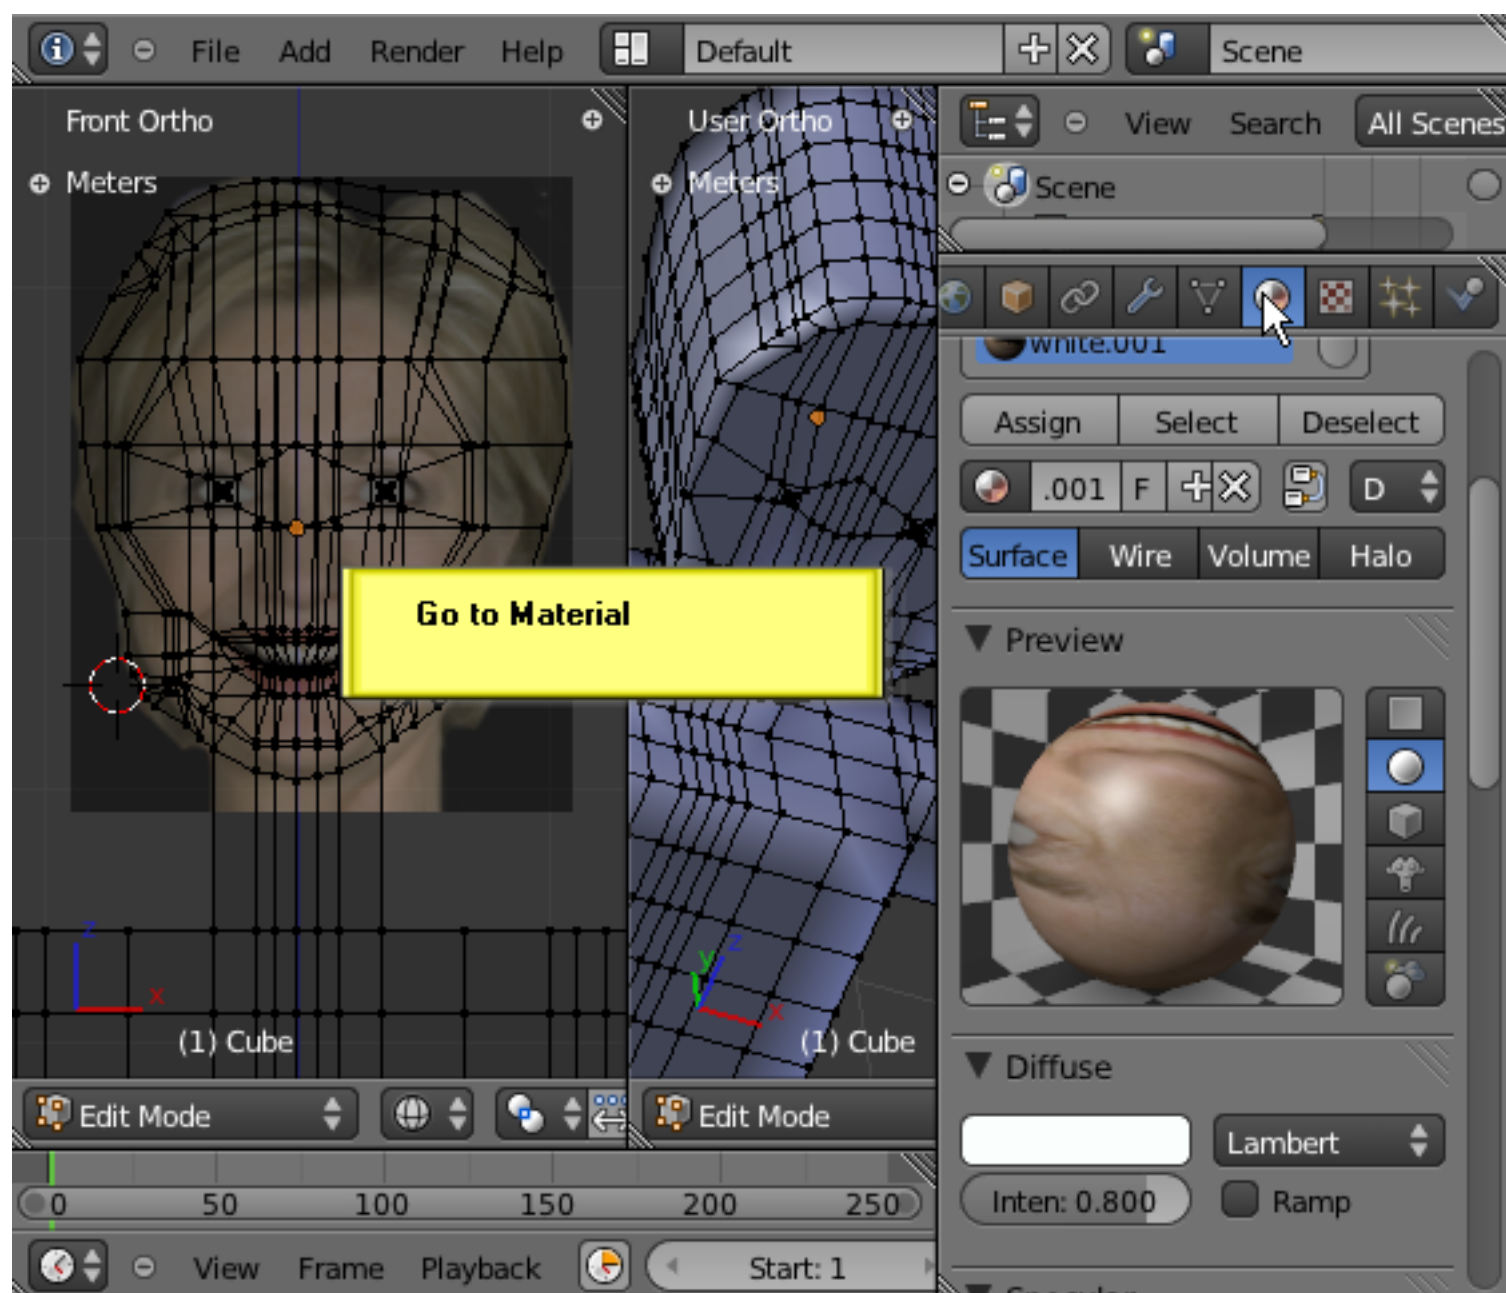 File Add Render Help Default Scene
Front Ortho
Meters
User Ortho
Meters
View Search All Scenes
Scene
white.001
Assign Select Deselect
.001 F D
Surface Wire Volume Halo
Go to Material
Preview
z
x
(1) Cube
y
z
x
(1) Cube
Diffuse
Edit Mode
Edit Mode
Lambert
Inten: 0.800 Ramp
0 50 100 150 200 250
View Frame Playback Start: 1